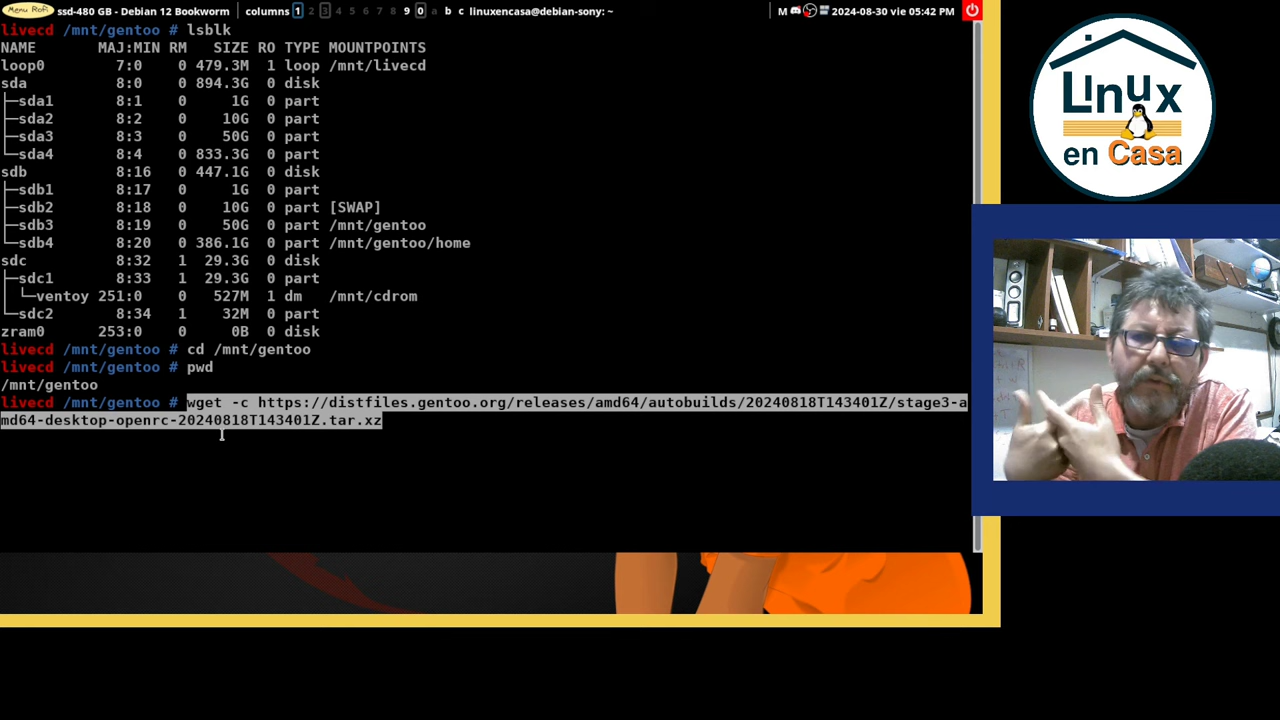 Menu Rofi ssd-480 GB - Debian 12 Bookworm columns 1 2 3 4 5 6 7 8 9 0 a b c linuxencasa@debian-sony: ~ M 2024-08-30 vie 05:42 PM
livecd /mnt/gentoo # lsblk
NAME MAJ:MIN RM SIZE RO TYPE MOUNTPOINTS
loop0 7:0 0 479.3M 1 loop /mnt/livecd
sda 8:0 0 894.3G 0 disk
├─sda1 8:1 0 1G 0 part
├─sda2 8:2 0 10G 0 part
├─sda3 8:3 0 50G 0 part
└─sda4 8:4 0 833.3G 0 part
sdb 8:16 0 447.1G 0 disk
├─sdb1 8:17 0 1G 0 part
├─sdb2 8:18 0 10G 0 part [SWAP]
├─sdb3 8:19 0 50G 0 part /mnt/gentoo
└─sdb4 8:20 0 386.1G 0 part /mnt/gentoo/home
sdc 8:32 1 29.3G 0 disk
├─sdc1 8:33 1 29.3G 0 part
│ └─ventoy 251:0 0 527M 1 dm /mnt/cdrom
└─sdc2 8:34 1 32M 0 part
zram0 253:0 0 0B 0 disk
livecd /mnt/gentoo # cd /mnt/gentoo
livecd /mnt/gentoo # pwd
/mnt/gentoo
livecd /mnt/gentoo # wget -c https://distfiles.gentoo.org/releases/amd64/autobuilds/20240818T143401Z/stage3-a
md64-desktop-openrc-20240818T143401Z.tar.xz
Linux
en Casa